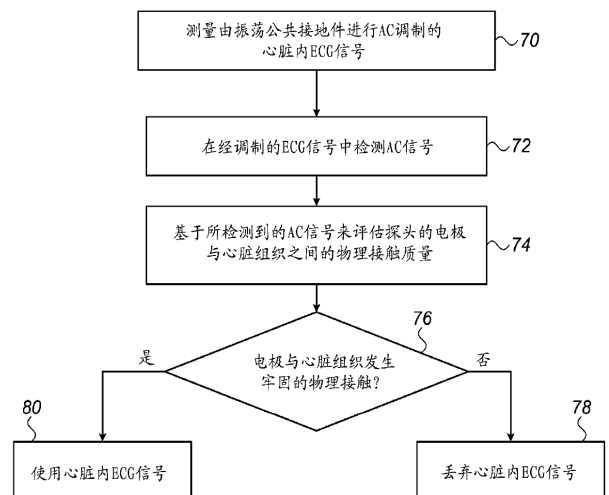 测量由振荡公共接地件进行AC调制的
心脏内ECG信号
70
在经调制的ECG信号中检测AC信号
72
基于所检测到的AC信号来评估探头的电极
与心脏组织之间的物理接触质量
74
76
是
电极与心脏组织发生
牢固的物理接触?
否
80
78
使用心脏内ECG信号
丢弃心脏内ECG信号